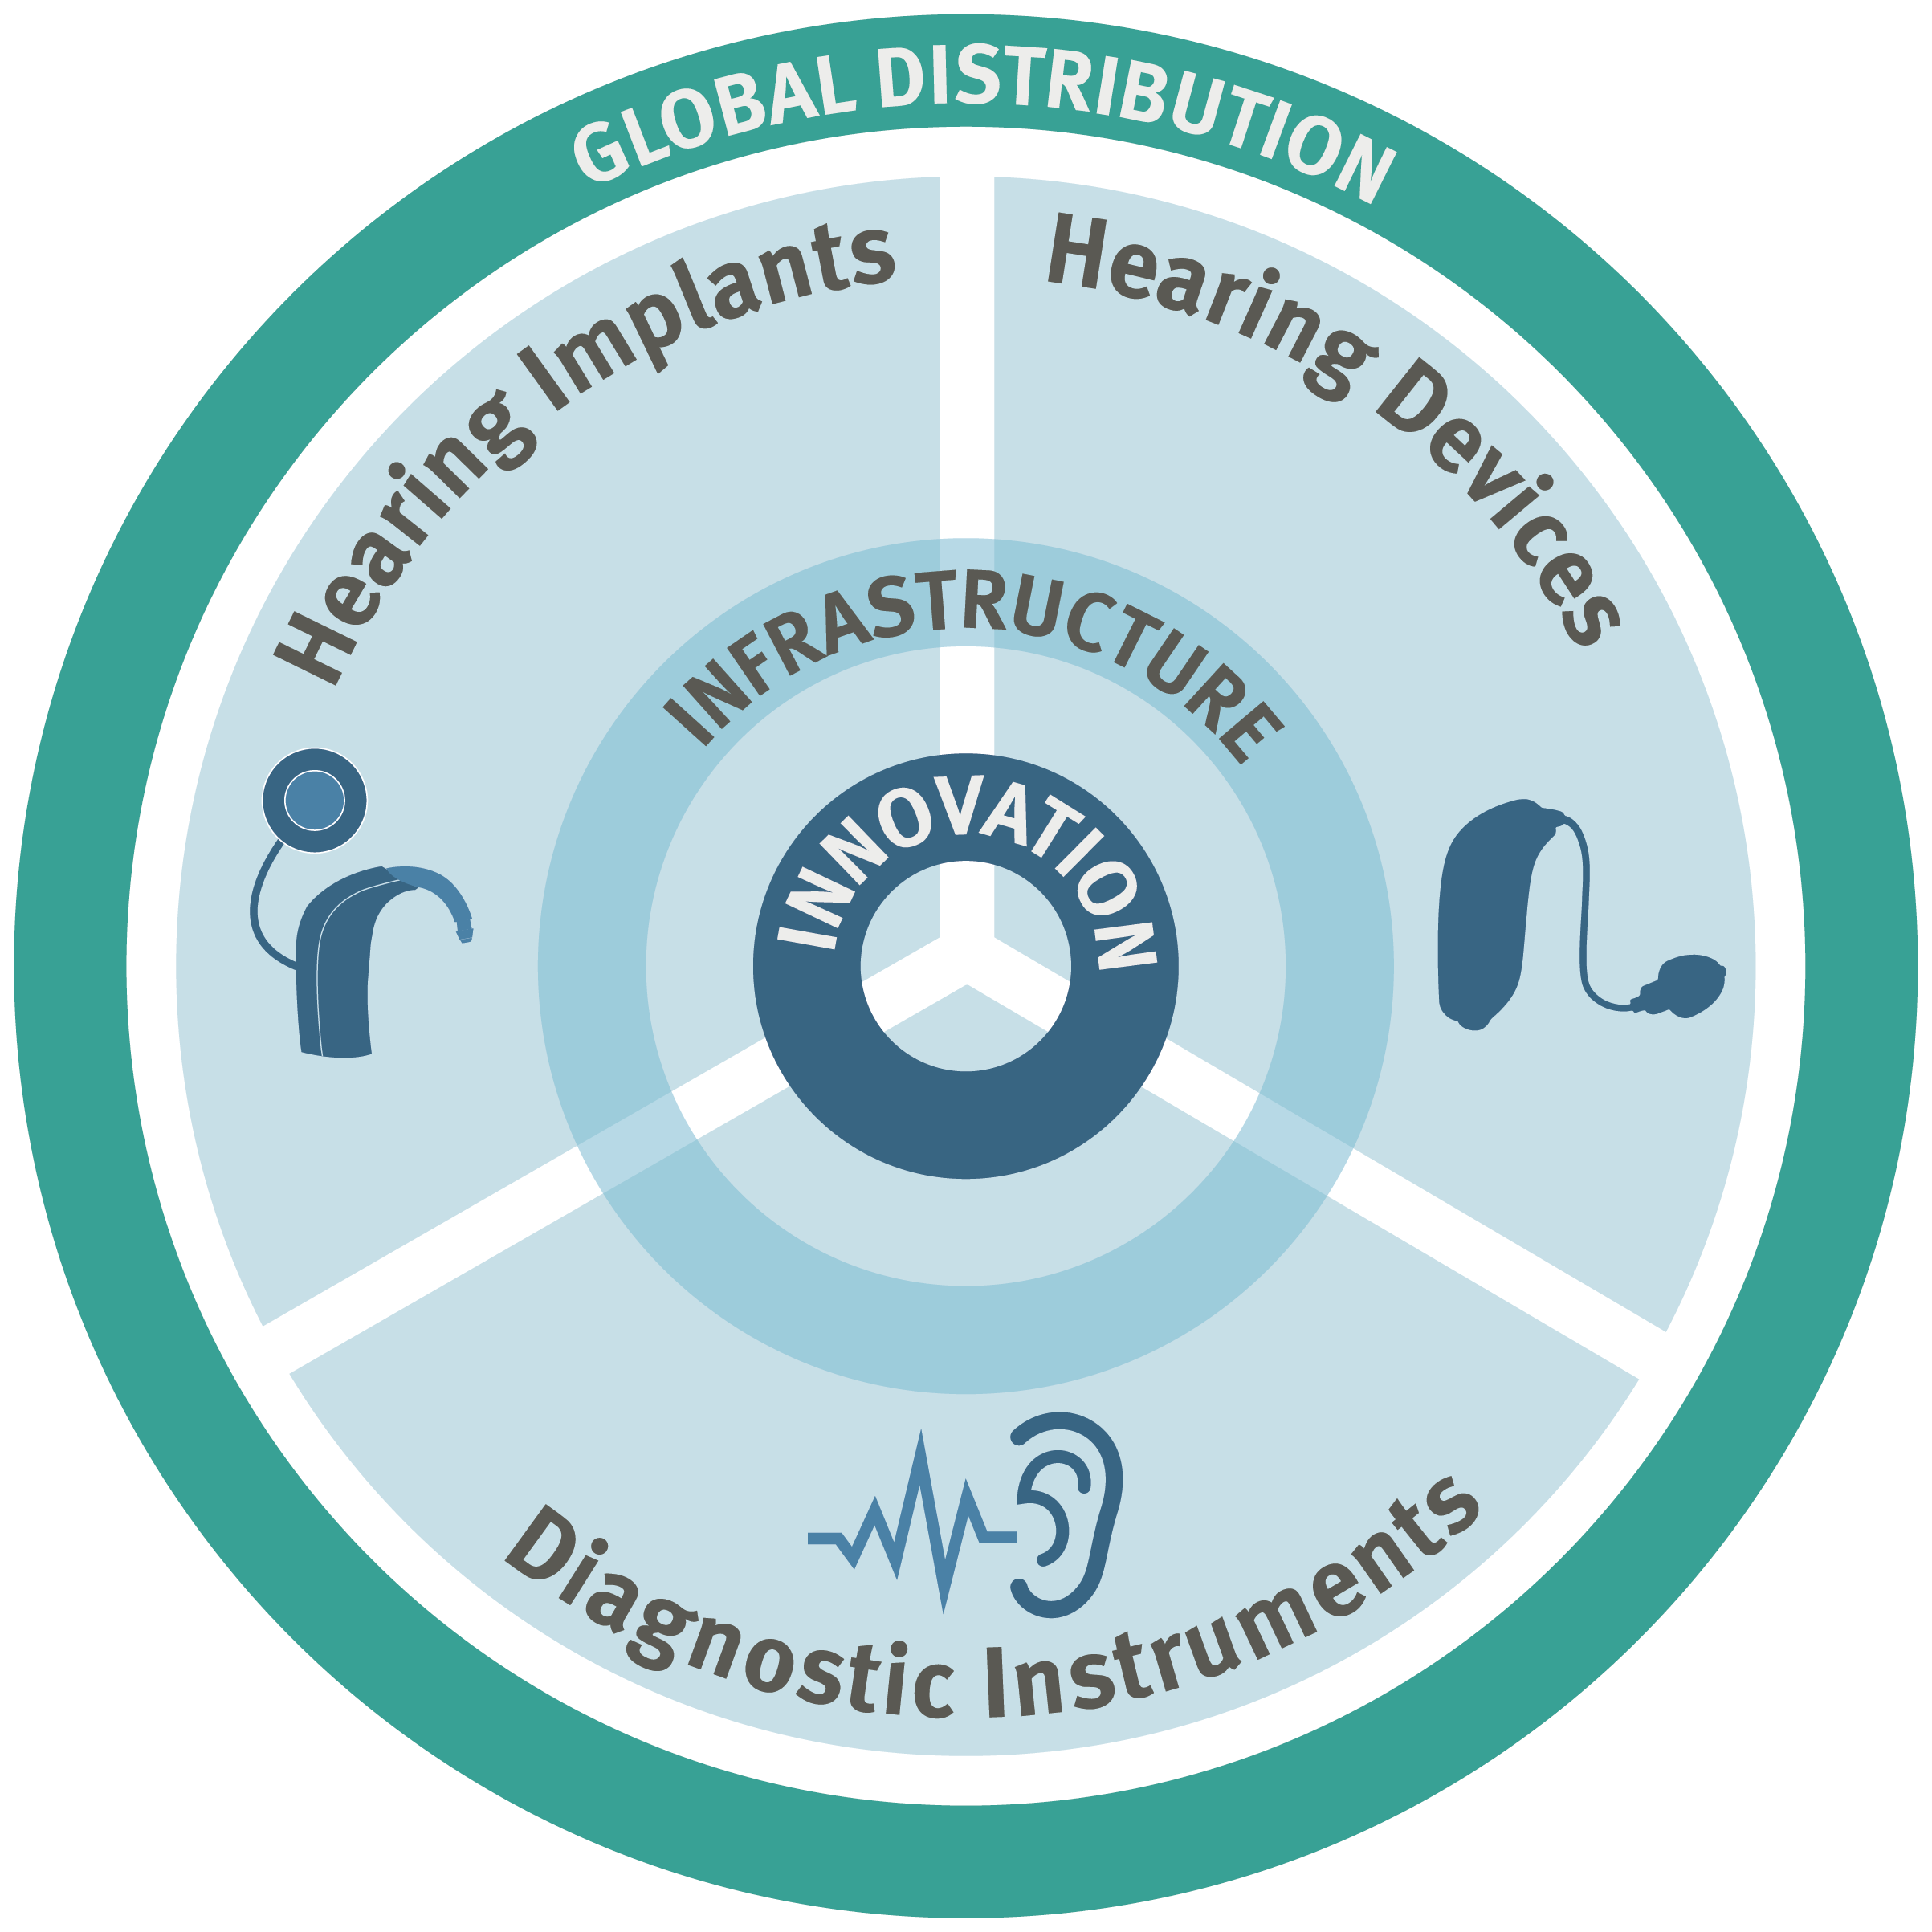 GLOBAL DISTRIBUTION
Hearing Implants
Hearing Devices
INFRASTRUCTURE
INNOVATION
Diagnostic Instruments